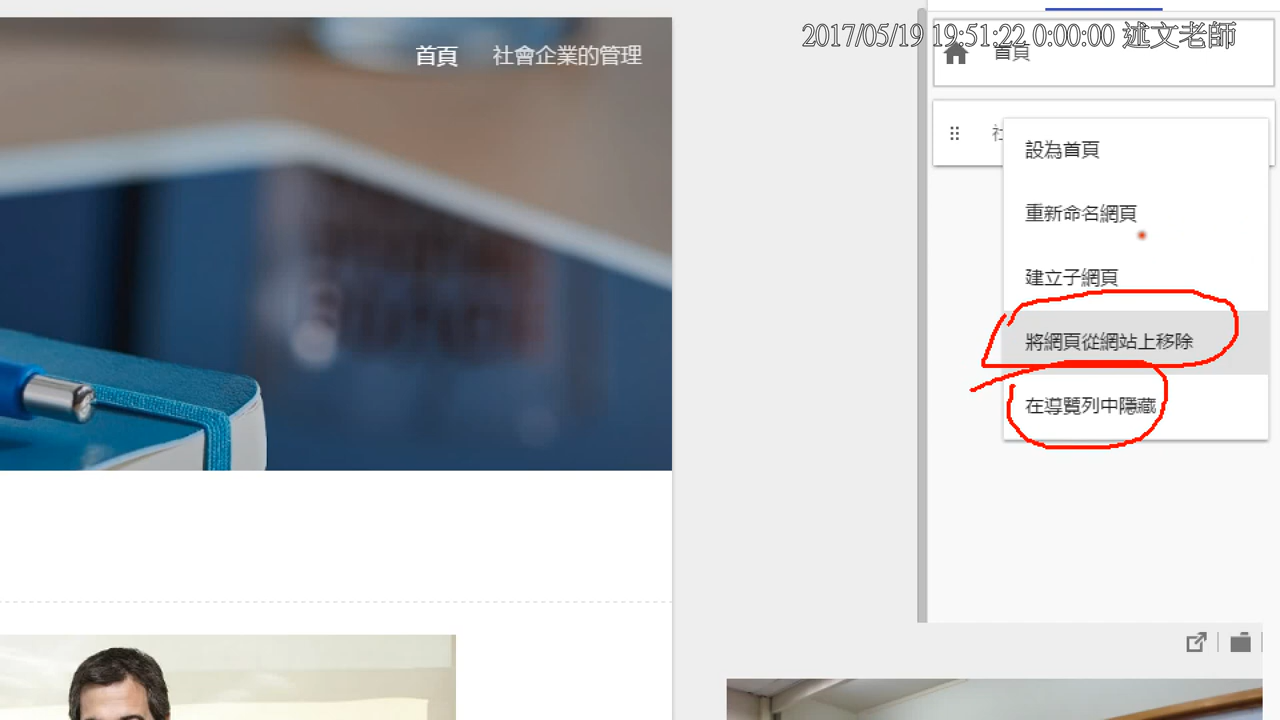 2017/05/19 19:51:22 0:00:00 述文老師
首頁 社會企業的管理
首頁
社
設為首頁
重新命名網頁
建立子網頁
將網頁從網站上移除
在導覽列中隱藏